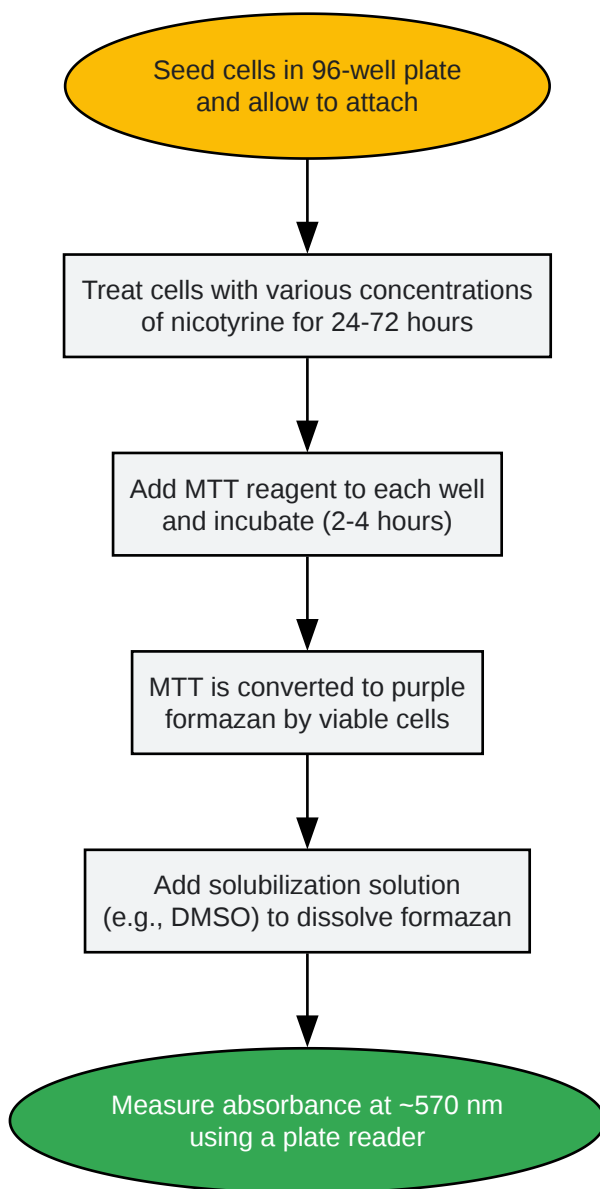 Seed cells in 96-well plate
and allow to attach
Treat cells with various concentrations
of nicotyrine for 24-72 hours
Add MTT reagent to each well
and incubate (2-4 hours)
MTT is converted to purple
formazan by viable cells
Add solubilization solution
(e.g., DMSO) to dissolve formazan
Measure absorbance at ~570 nm
using a plate reader